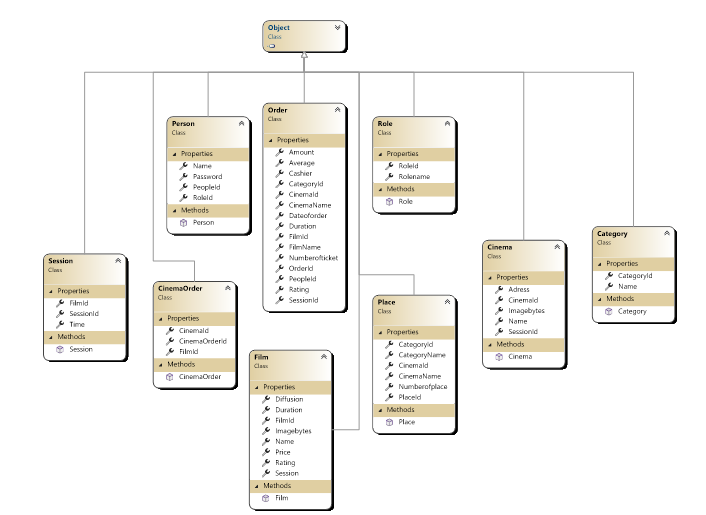 Object
Class
Person
Class
Properties
Name
Password
PeopleId
RoleId
Methods
Person
Order
Class
Properties
Amount
Average
Cashier
CategoryId
CinemaId
CinemaName
Dateoforder
Duration
FilmId
FilmName
Numberofticket
OrderId
PeopleId
Rating
SessionId
Role
Class
Properties
RoleId
Rolename
Methods
Role
Session
Class
Properties
FilmId
SessionId
Time
Methods
Session
CinemaOrder
Class
Properties
CinemaId
CinemaOrderId
FilmId
Methods
CinemaOrder
Film
Class
Properties
Diffusion
Duration
FilmId
Imagebytes
Name
Price
Rating
Session
Methods
Film
Place
Class
Properties
CategoryId
CategoryName
CinemaId
CinemaName
Numberofplace
PlaceId
Methods
Place
Cinema
Class
Properties
Adress
CinemaId
Imagebytes
Name
SessionId
Methods
Cinema
Category
Class
Properties
CategoryId
Name
Methods
Category